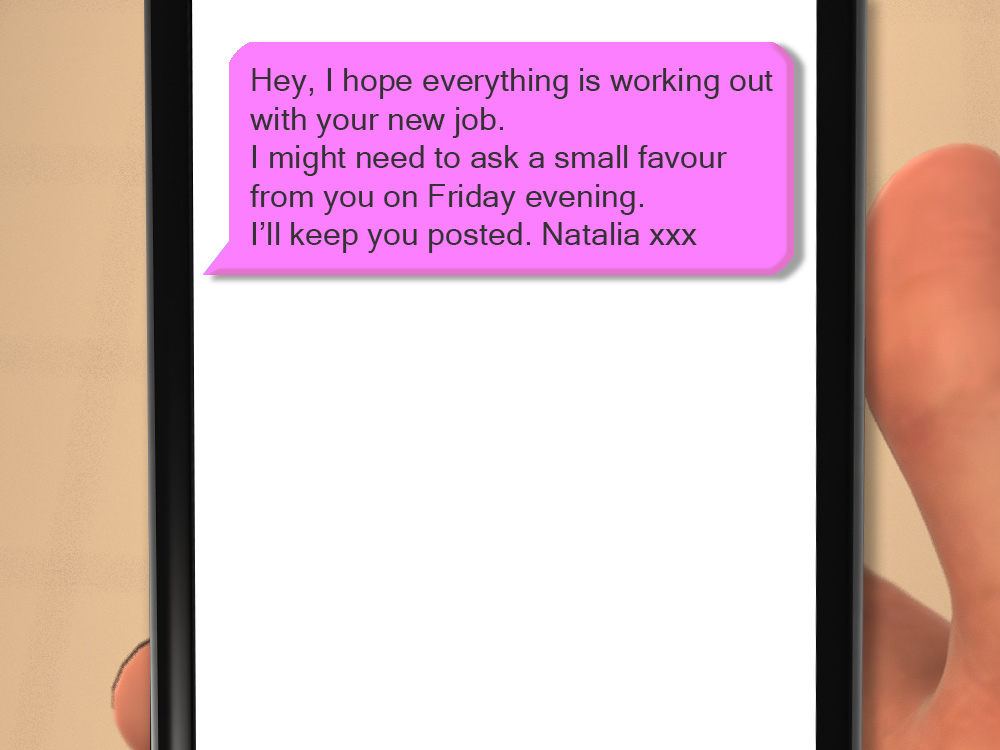 Hey, I hope everything is working out
with your new job.
I might need to ask a small favour
from you on Friday evening.
I’ll keep you posted. Natalia xxx